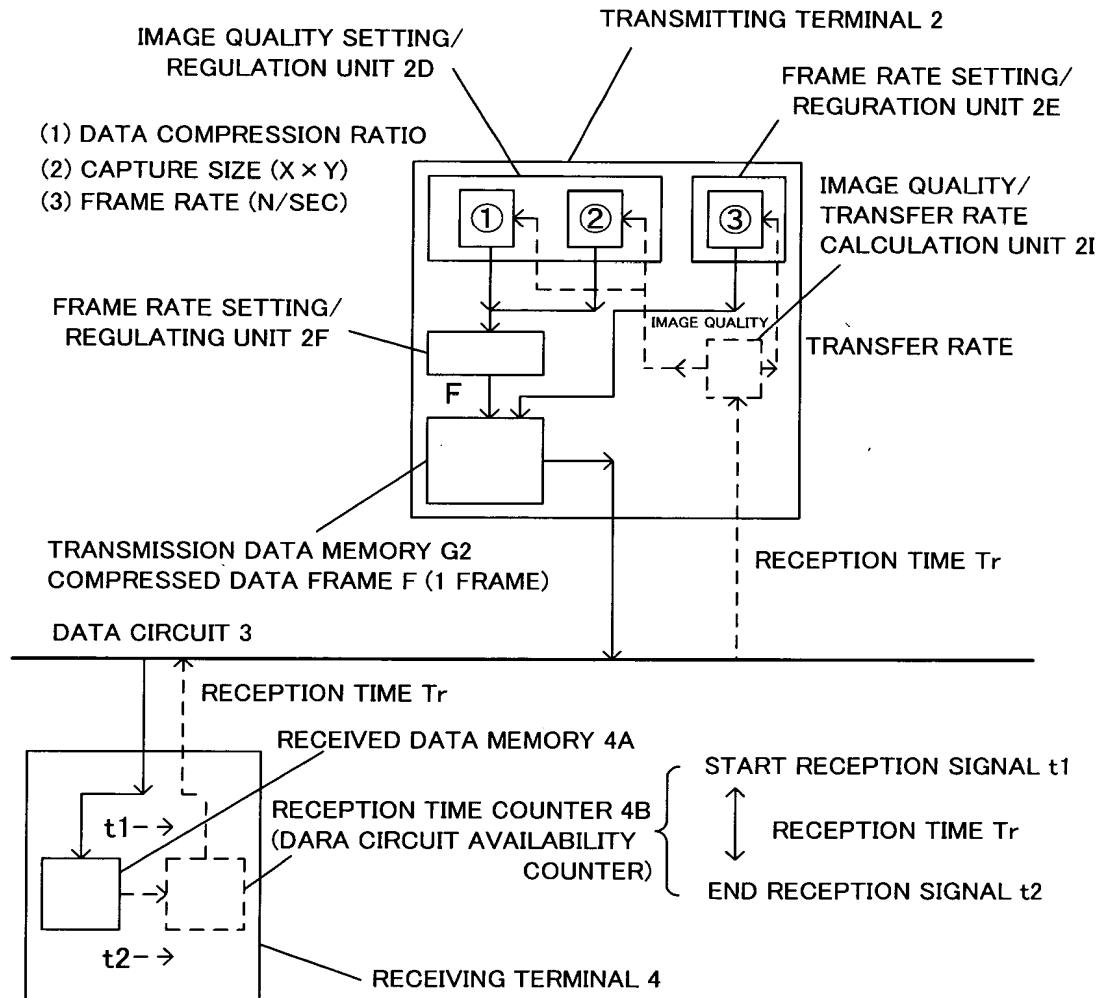 TRANSMITTING TERMINAL 2
IMAGE QUALITY SETTING/
REGULATION UNIT 2D
FRAME RATE SETTING/
REGURATION UNIT 2E
(1) DATA COMPRESSION RATIO
(2) CAPTURE SIZE (X × Y)
(3) FRAME RATE (N/SEC)
① ② ③
IMAGE QUALITY/
TRANSFER RATE
CALCULATION UNIT 2I
FRAME RATE SETTING/
REGULATING UNIT 2F
IMAGE QUALITY
TRANSFER RATE
F
TRANSMISSION DATA MEMORY G2
COMPRESSED DATA FRAME F (1 FRAME)
RECEPTION TIME Tr
DATA CIRCUIT 3
RECEPTION TIME Tr
RECEIVED DATA MEMORY 4A
START RECEPTION SIGNAL t1
RECEPTION TIME COUNTER 4B
(DARA CIRCUIT AVAILABILITY
COUNTER)
RECEPTION TIME Tr
END RECEPTION SIGNAL t2
t1
t2
RECEIVING TERMINAL 4